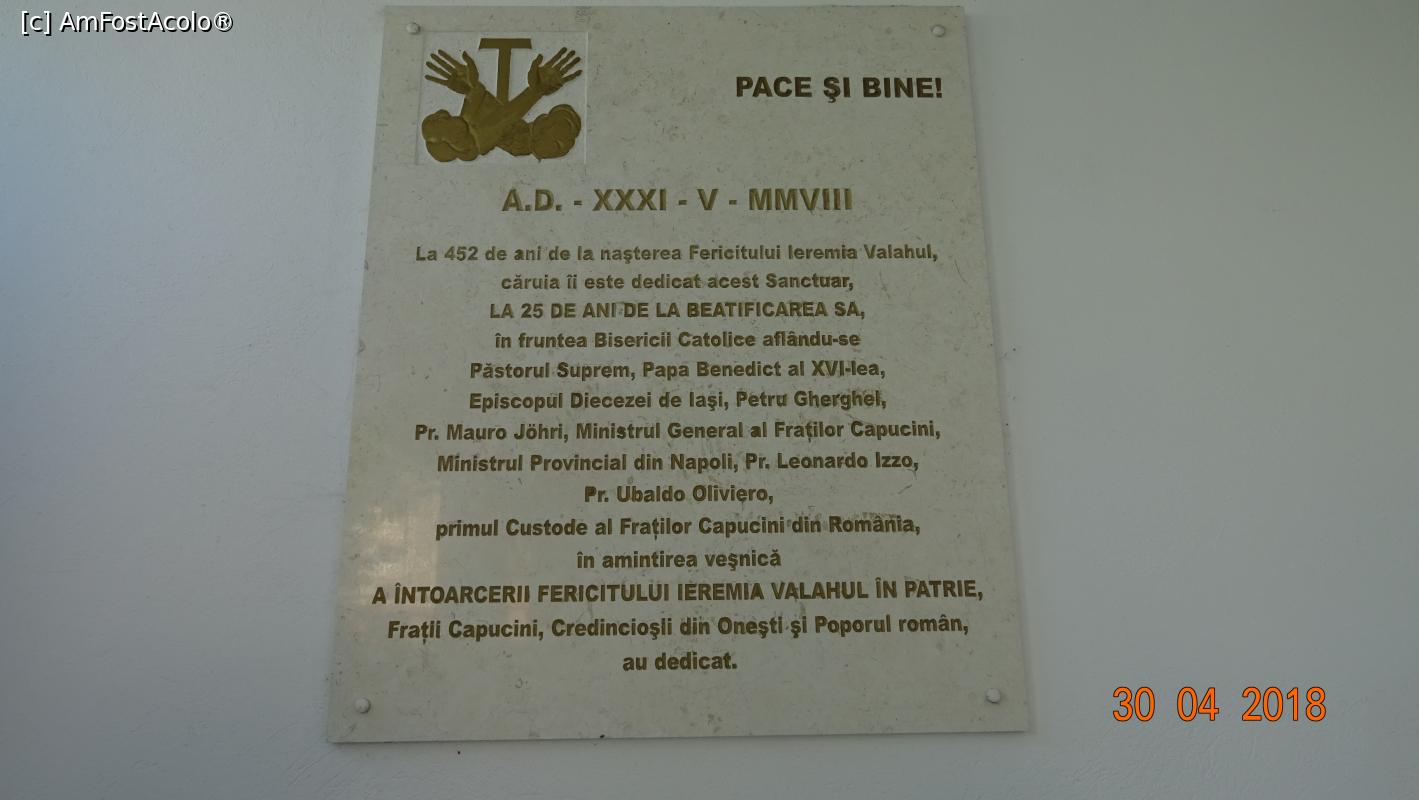 [c] AmFostAcolo®
T
PACE ŞI BINE!
A.D. - XXXI - V - MMVIII
La 452 de ani de la naşterea Fericitului Ieremia Valahul,
căruia îi este dedicat acest Sanctuar,
LA 25 DE ANI DE LA BEATIFICAREA SA,
în fruntea Bisericii Catolice aflându-se
Păstorul Suprem, Papa Benedict al XVI-lea,
Episcopul Diecezei de Iaşi, Petru Gherghel,
Pr. Mauro Jöhri, Ministrul General al Fraţilor Capucini,
Ministrul Provincial din Napoli, Pr. Leonardo Izzo,
Pr. Ubaldo Oliviero,
primul Custode al Fraţilor Capucini din România,
în amintirea veşnică
A ÎNTOARCERII FERICITULUI IEREMIA VALAHUL ÎN PATRIE,
Fraţii Capucini, Credincioşii din Oneşti şi Poporul român,
au dedicat.
30 04 2018